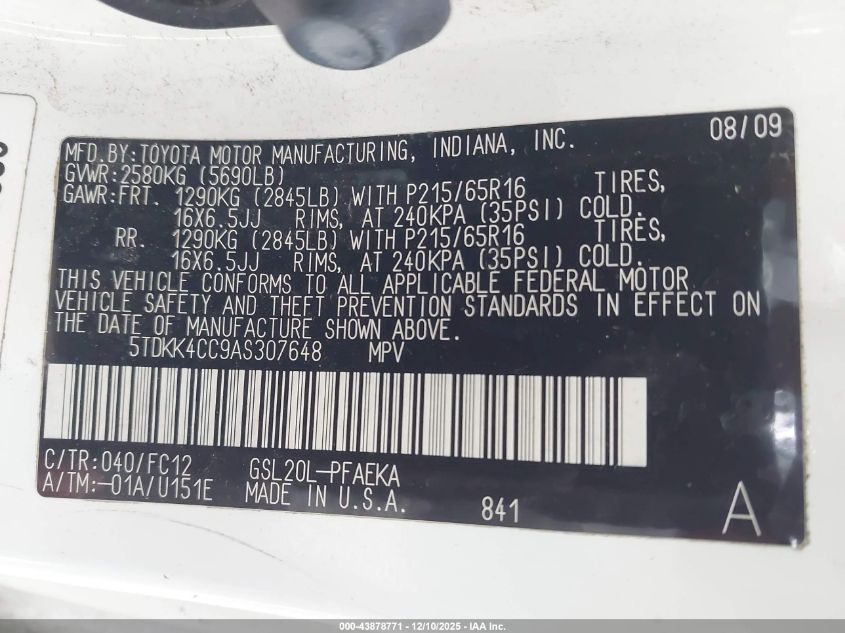 MFD.BY:TOYOTA MOTOR MANUFACTURING, INDIANA, INC. 08/09
GVWR:2580KG (5690LB)
GAWR:FRT. 1290KG (2845LB) WITH P215/65R16 TIRES,
16X6.5JJ RIMS, AT 240KPA (35PSI) COLD.
RR. 1290KG (2845LB) WITH P215/65R16 TIRES,
16X6.5JJ RIMS, AT 240KPA (35PSI) COLD.
THIS VEHICLE CONFORMS TO ALL APPLICABLE FEDERAL MOTOR
VEHICLE SAFETY AND THEFT PREVENTION STANDARDS IN EFFECT ON
THE DATE OF MANUFACTURE SHOWN ABOVE.
5TDKK4CC9AS307648 MPV
C/TR:040/FC12 GSL20L-PFAEKA
A/TM:-01A/U151E MADE IN U.S.A. 841 A
000-43878771 - 12/10/2025 - IAA Inc.